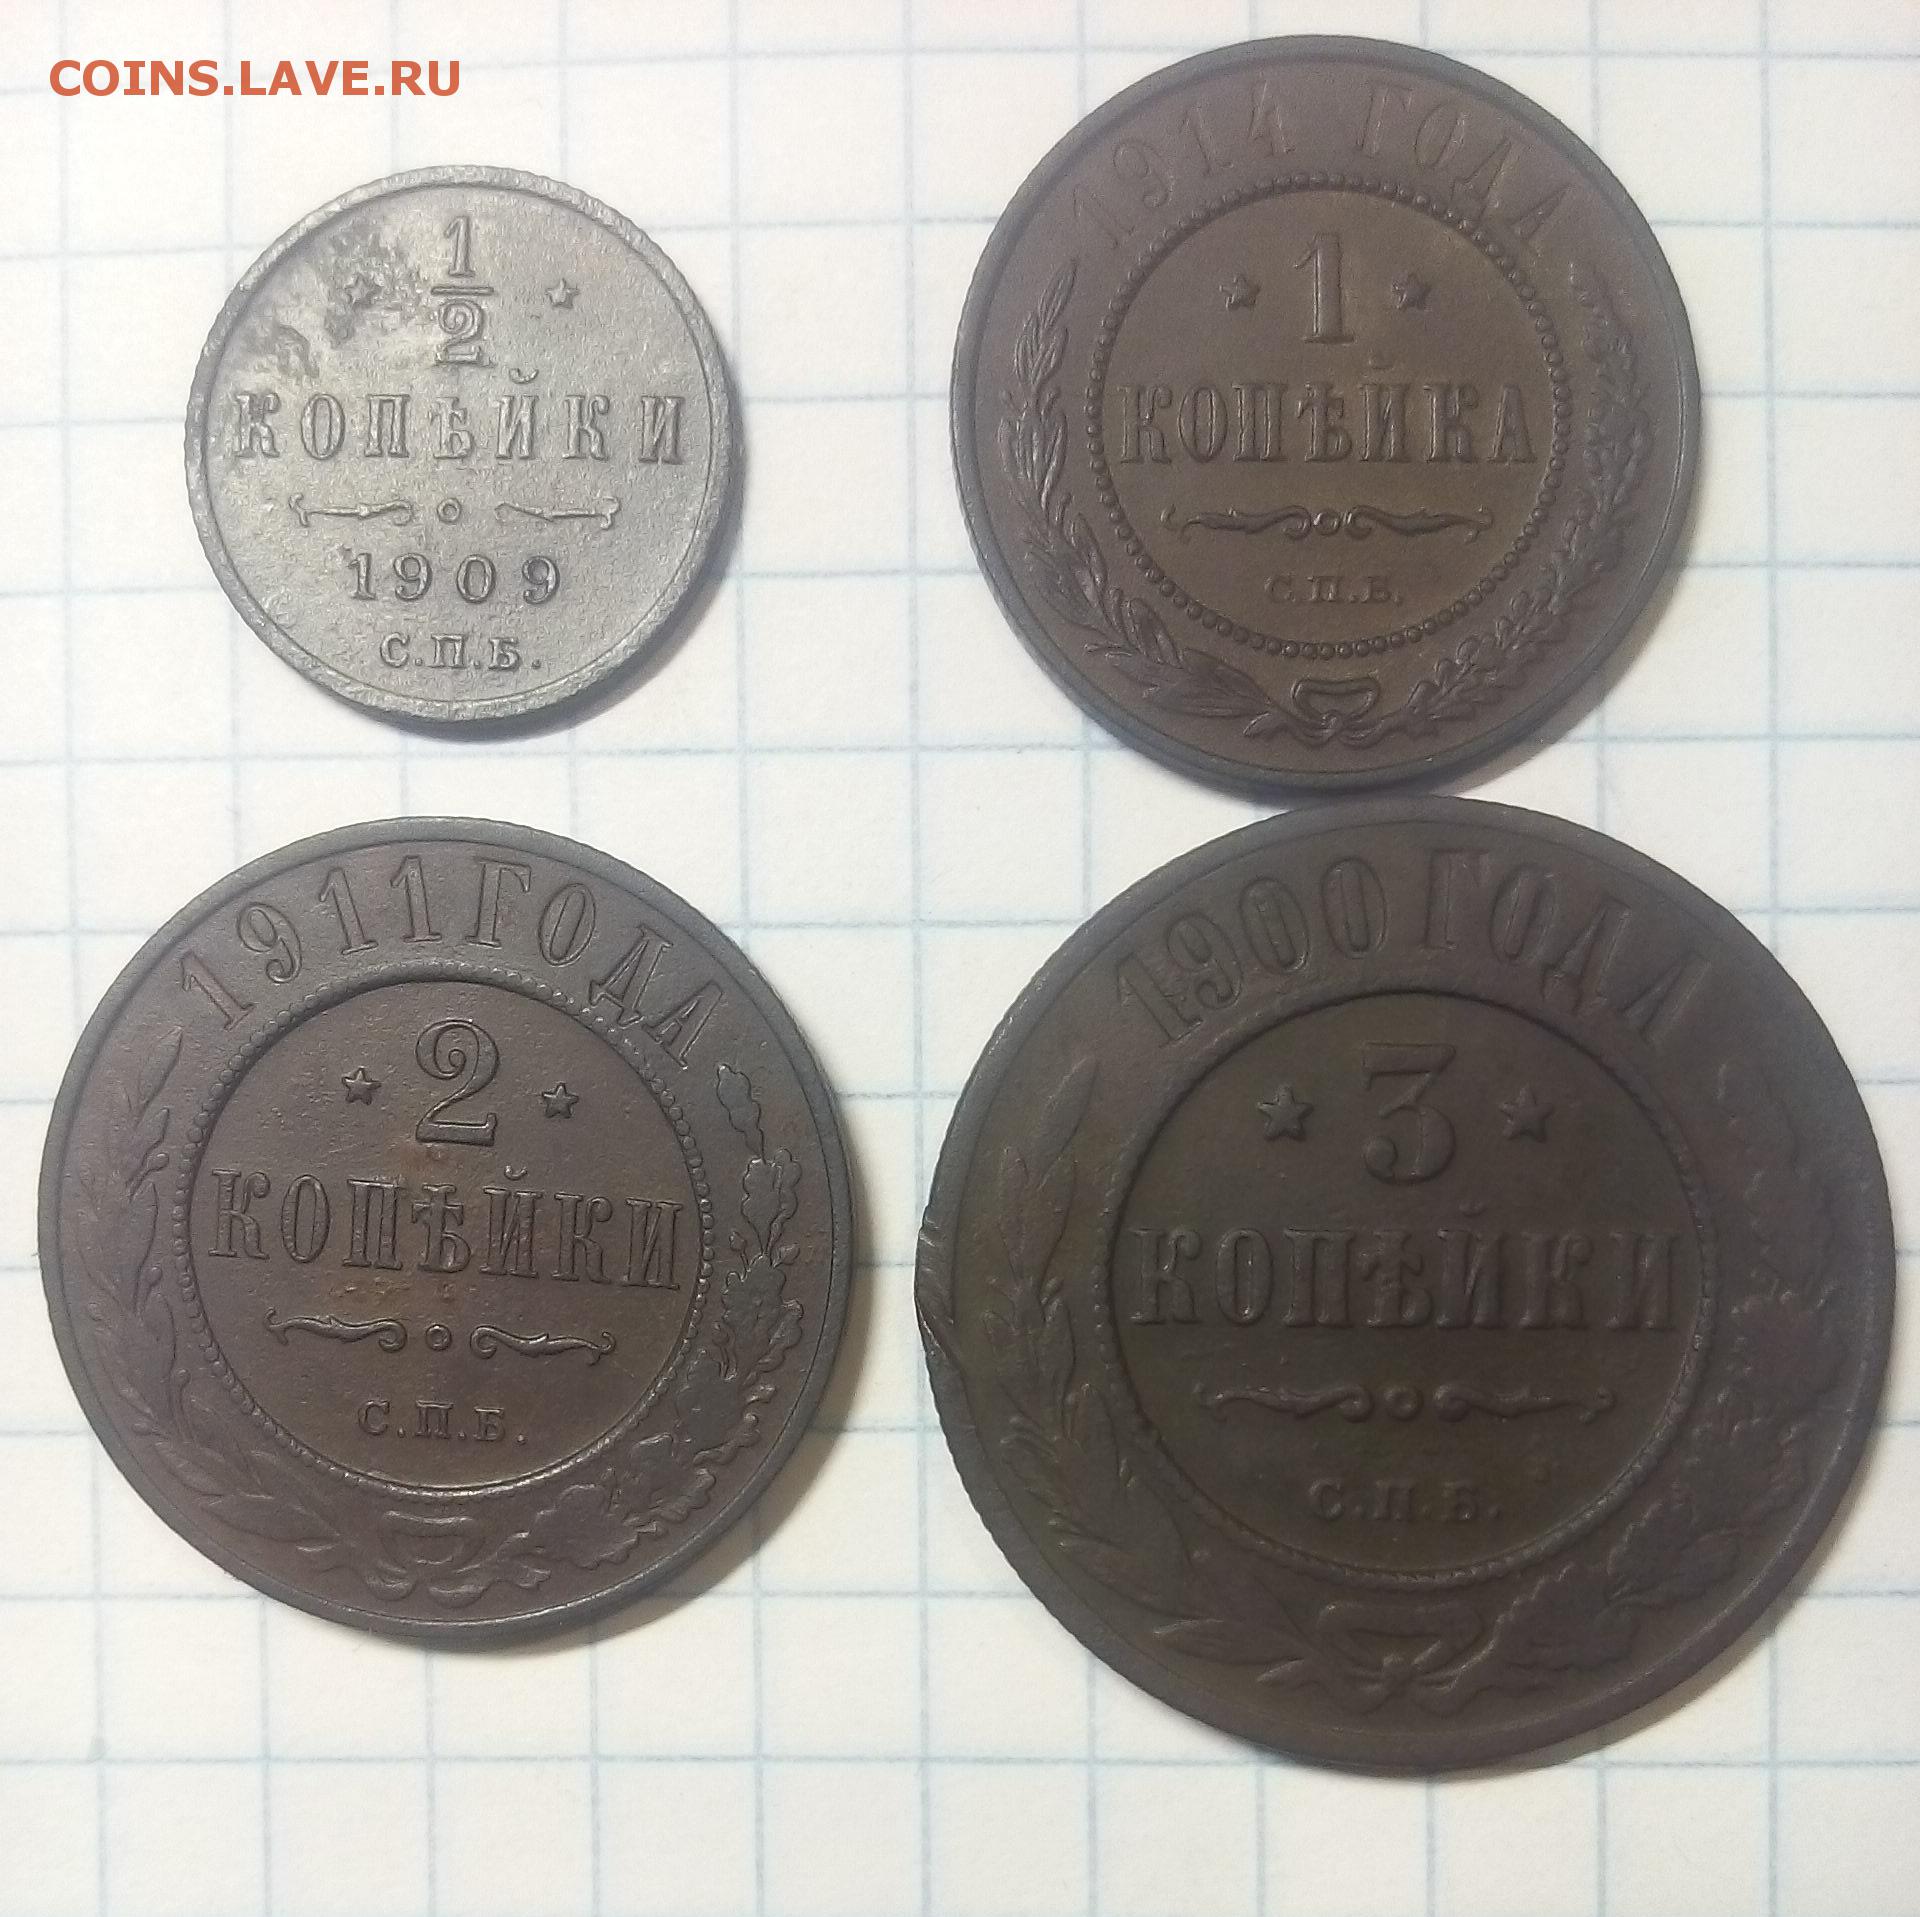 COINS.LAVE.RU
1
2
КОПѢЙКИ
1909
С.П.Б.
1914 ГОДА
1
КОПѢЙКА
С.П.Б.
1911 ГОДА
2
КОПѢЙКИ
С.П.Б.
1900 ГОДА
3
КОПѢЙКИ
С.П.Б.